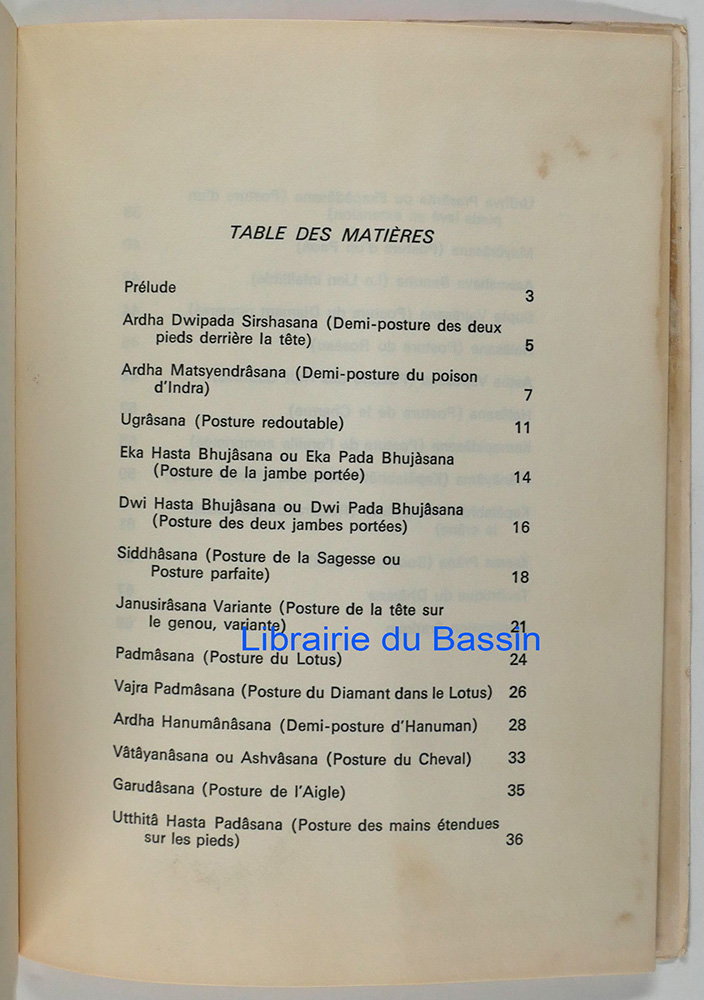 TABLE DES MATIÈRES
Prélude 3
Ardha Dwipada Sirshasana (Demi-posture des deux
pieds derrière la tête) 5
Ardha Matsyendrâsana (Demi-posture du poison
d'Indra) 7
Ugrâsana (Posture redoutable) 11
Eka Hasta Bhujâsana ou Eka Pada Bhujàsana
(Posture de la jambe portée) 14
Dwi Hasta Bhujâsana ou Dwi Pada Bhujâsana
(Posture des deux jambes portées) 16
Siddhâsana (Posture de la Sagesse ou
Posture parfaite) 18
Janusirâsana Variante (Posture de la tête sur
le genou, variante) 21
Librairie du Bassin
Padmâsana (Posture du Lotus) 24
Vajra Padmâsana (Posture du Diamant dans le Lotus) 26
Ardha Hanumânâsana (Demi-posture d'Hanuman) 28
Vâtâyanâsana ou Ashvâsana (Posture du Cheval) 33
Garudâsana (Posture de l'Aigle) 35
Utthitâ Hasta Padâsana (Posture des mains étendues
sur les pieds) 36